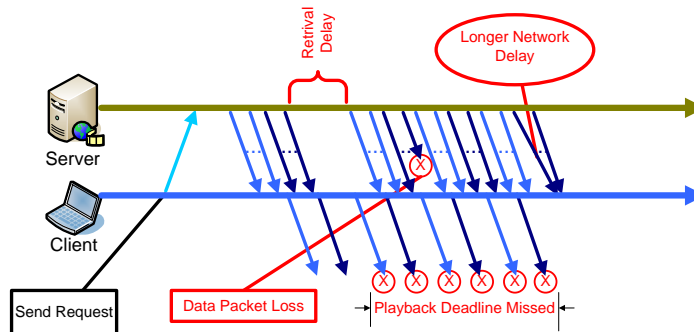 Retrival
Delay
Longer Network
Delay
Server
X
Client
X X X X X X
Send Request
Data Packet Loss
Playback Deadline Missed